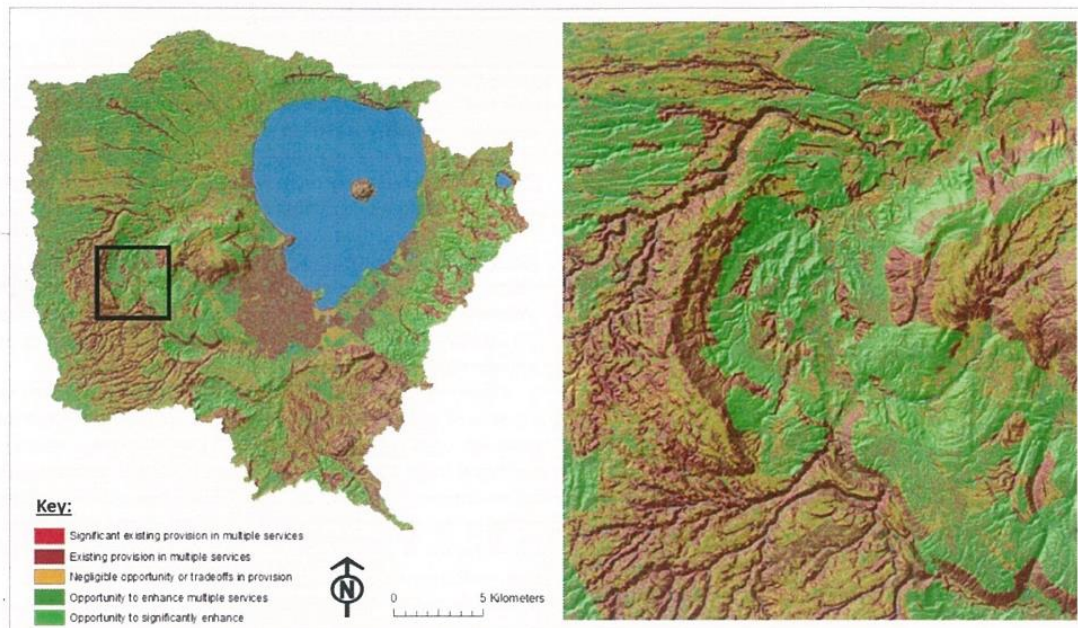 Key:
Significant existing provision in multiple services
Existing provision in multiple services
Negligible opportunity or tradeoffs in provision
Opportunity to enhance multiple services
Opportunity to significantly enhance
N
0 5 Kilometers